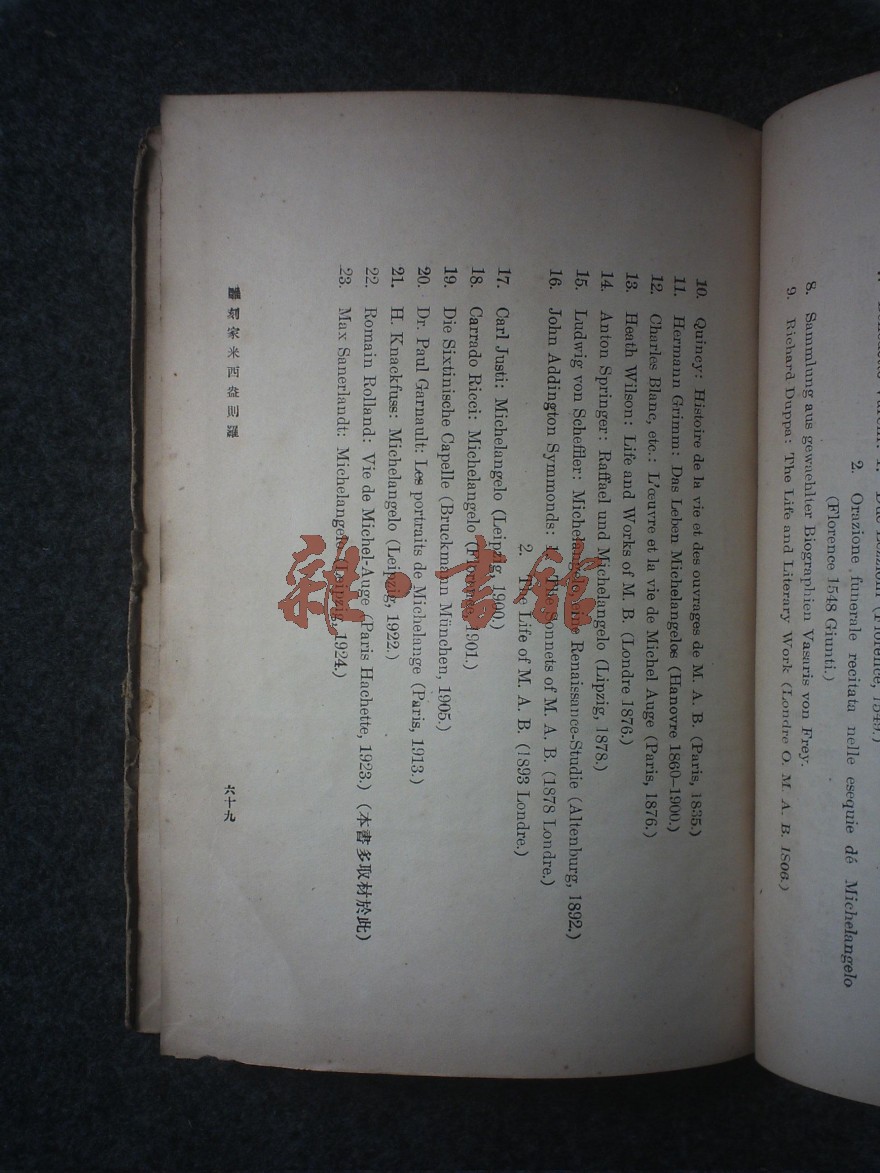 2. Orazione funerale recitata nelle esequie dé Michelangelo
(Florence 1548 Giunti.)
8. Sammlung aus gewaehlter Biographien Vasaris von Frey.
9. Richard Duppa: The Life and Literary Work (Londre O. M. A. B. 1806.)
10. Quincy: Histoire de la vie et des ouvrages de M. A. B. (Paris, 1835.)
11. Hermann Grimm: Das Leben Michelangelos (Hanovre 1860–1900.)
12. Charles Blanc, etc.: L'œuvre et la vie de Michel Auge (Paris, 1876.)
13. Heath Wilson: Life and Works of M. B. (Londre 1876.)
14. Anton Springer: Raffael und Michelangelo (Lipzig, 1878.)
15. Ludwig von Scheffler: Michelangelo eine Renaissance-Studie (Altenburg, 1892.)
16. John Addington Symmonds: 1. The Sonnets of M. A. B. (1878 Londre.)
2. The Life of M. A. B. (1893 Londre.)
17. Carl Justi: Michelangelo (Leipzig, 1900.)
18. Carrado Ricci: Michelangelo (Florence, 1901.)
19. Die Sixtinische Capelle (Bruckmann München, 1905.)
20. Dr. Paul Garnault: Les portraits de Michelange (Paris, 1913.)
21. H. Knackfuss: Michelangelo (Leipzig, 1922.)
22. Romain Rolland: Vie de Michel-Auge (Paris Hachette, 1923.) (本書多取材於此)
23. Max Sanerlandt: Michelangelo (Leipzig, 1924.)
雕刻家米西盎則羅
六十九